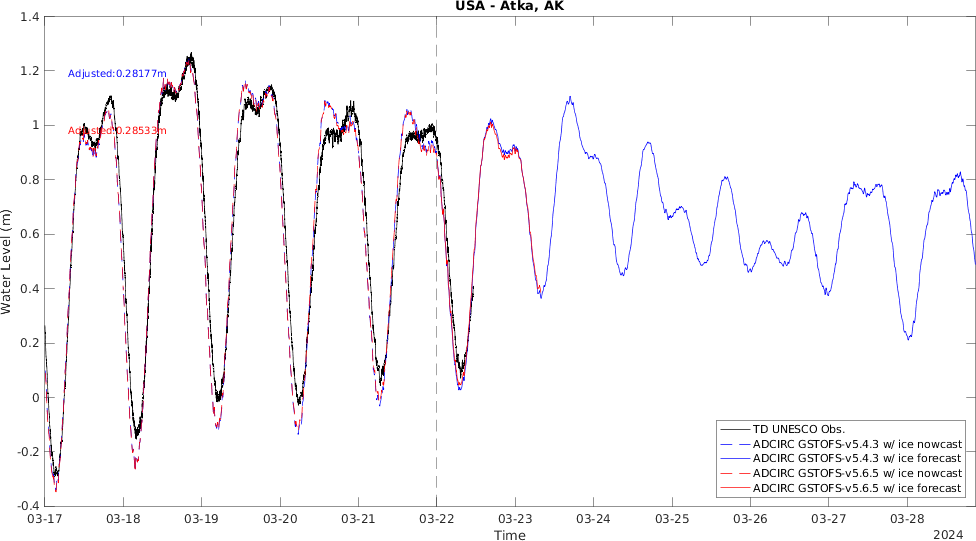 USA - Atka, AK
Adjusted:0.28177m
Adjusted:0.28533m
Water Level (m)
1.4
1.2
1
0.8
0.6
0.4
0.2
0
-0.2
-0.4
03-17 03-18 03-19 03-20 03-21 03-22 03-23 03-24 03-25 03-26 03-27 03-28
Time
2024
TD UNESCO Obs.
ADCIRC GSTOFS-v5.4.3 w/ ice nowcast
ADCIRC GSTOFS-v5.4.3 w/ ice forecast
ADCIRC GSTOFS-v5.6.5 w/ ice nowcast
ADCIRC GSTOFS-v5.6.5 w/ ice forecast